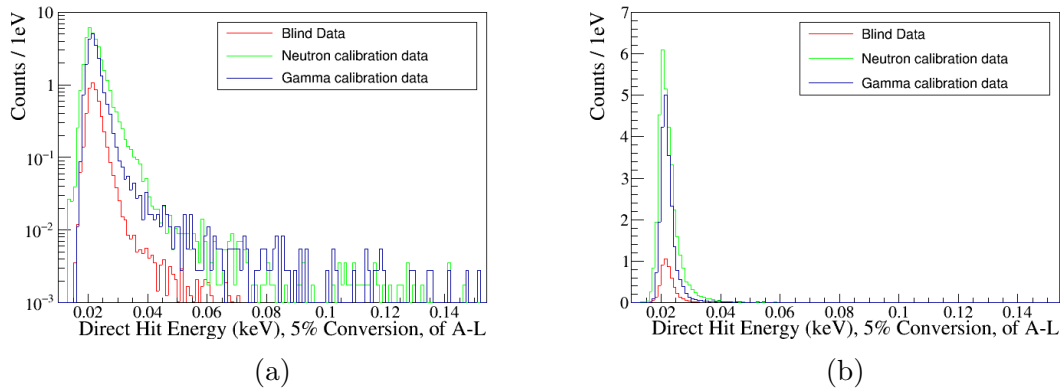 Counts / 1eV
10
1
10⁻¹
10⁻²
10⁻³
Blind Data
Neutron calibration data
Gamma calibration data
0.02 0.04 0.06 0.08 0.1 0.12 0.14
Direct Hit Energy (keV), 5% Conversion, of A-L
(a)
Counts / 1eV
7
6
5
4
3
2
1
0
Blind Data
Neutron calibration data
Gamma calibration data
0.02 0.04 0.06 0.08 0.1 0.12 0.14
Direct Hit Energy (keV), 5% Conversion, of A-L
(b)